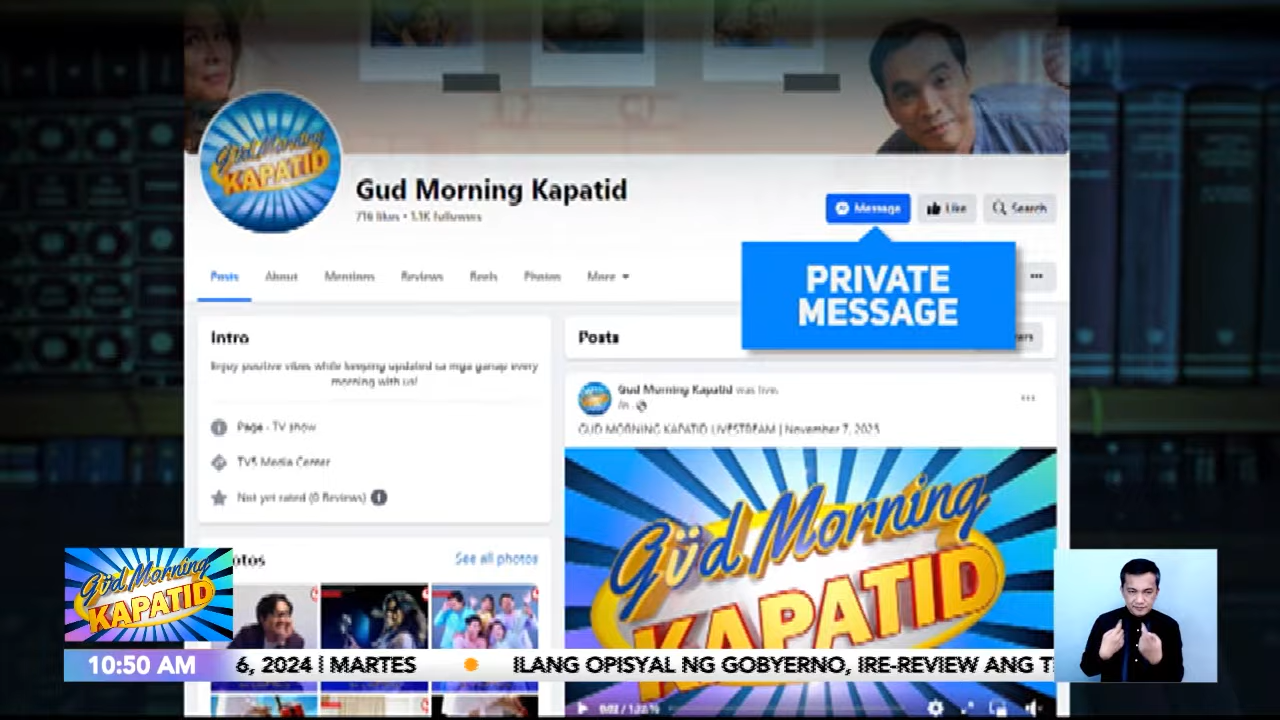 Gud Morning
KAPATID
Gud Morning Kapatid
716 likes • 1.1K followers
Message
Like
Search
Posts
About
Mentions
Reviews
Reels
Photos
More
PRIVATE
MESSAGE
Intro
Enjoy positive vibes while keeping updated sa mga ganap every
morning with us!
Page - TV show
TV5 Media Center
Not yet rated (0 Reviews)
See all photos
Posts
Gud Morning Kapatid was live.
GUD MORNING KAPATID LIVESTREAM | November 7, 2023
Gud Morning
KAPATID
Gud Morning
KAPATID
10:50 AM
6, 2024 | MARTES
ILANG OPISYAL NG GOBYERNO, IRE-REVIEW ANG T